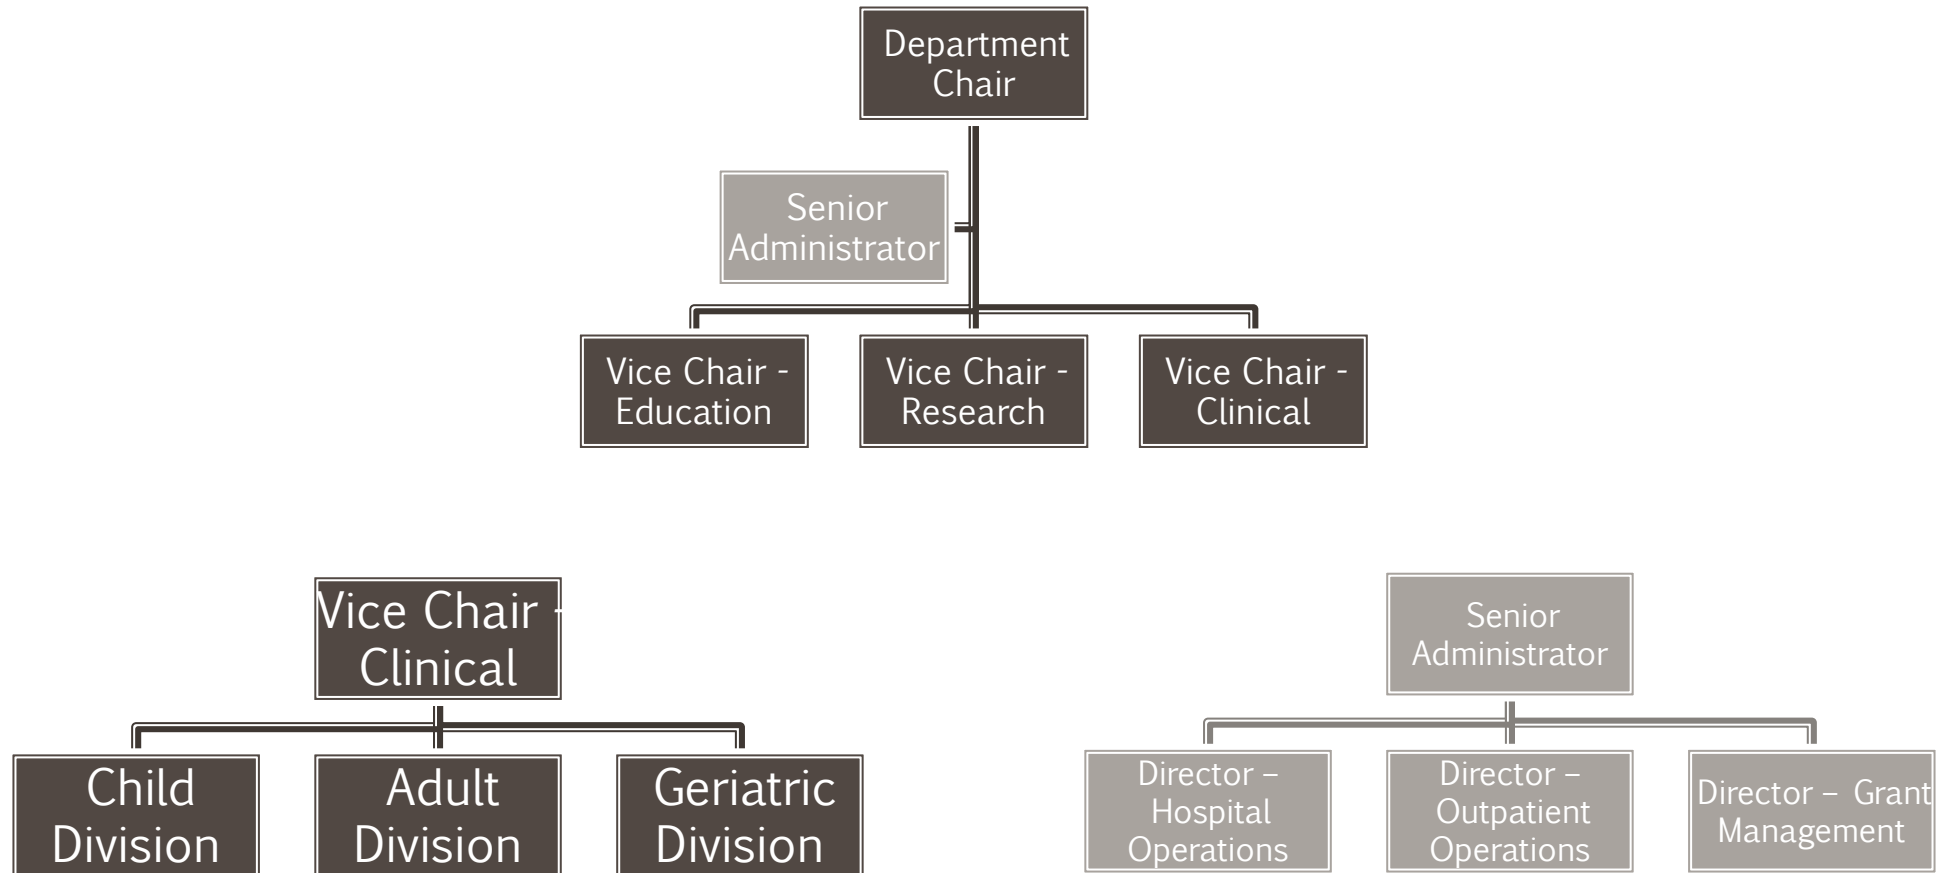 Department
Chair
Senior
Administrator
Vice Chair -
Education
Vice Chair -
Research
Vice Chair -
Clinical
Vice Chair -
Clinical
Child
Division
Adult
Division
Geriatric
Division
Senior
Administrator
Director –
Hospital
Operations
Director –
Outpatient
Operations
Director – Grant
Management